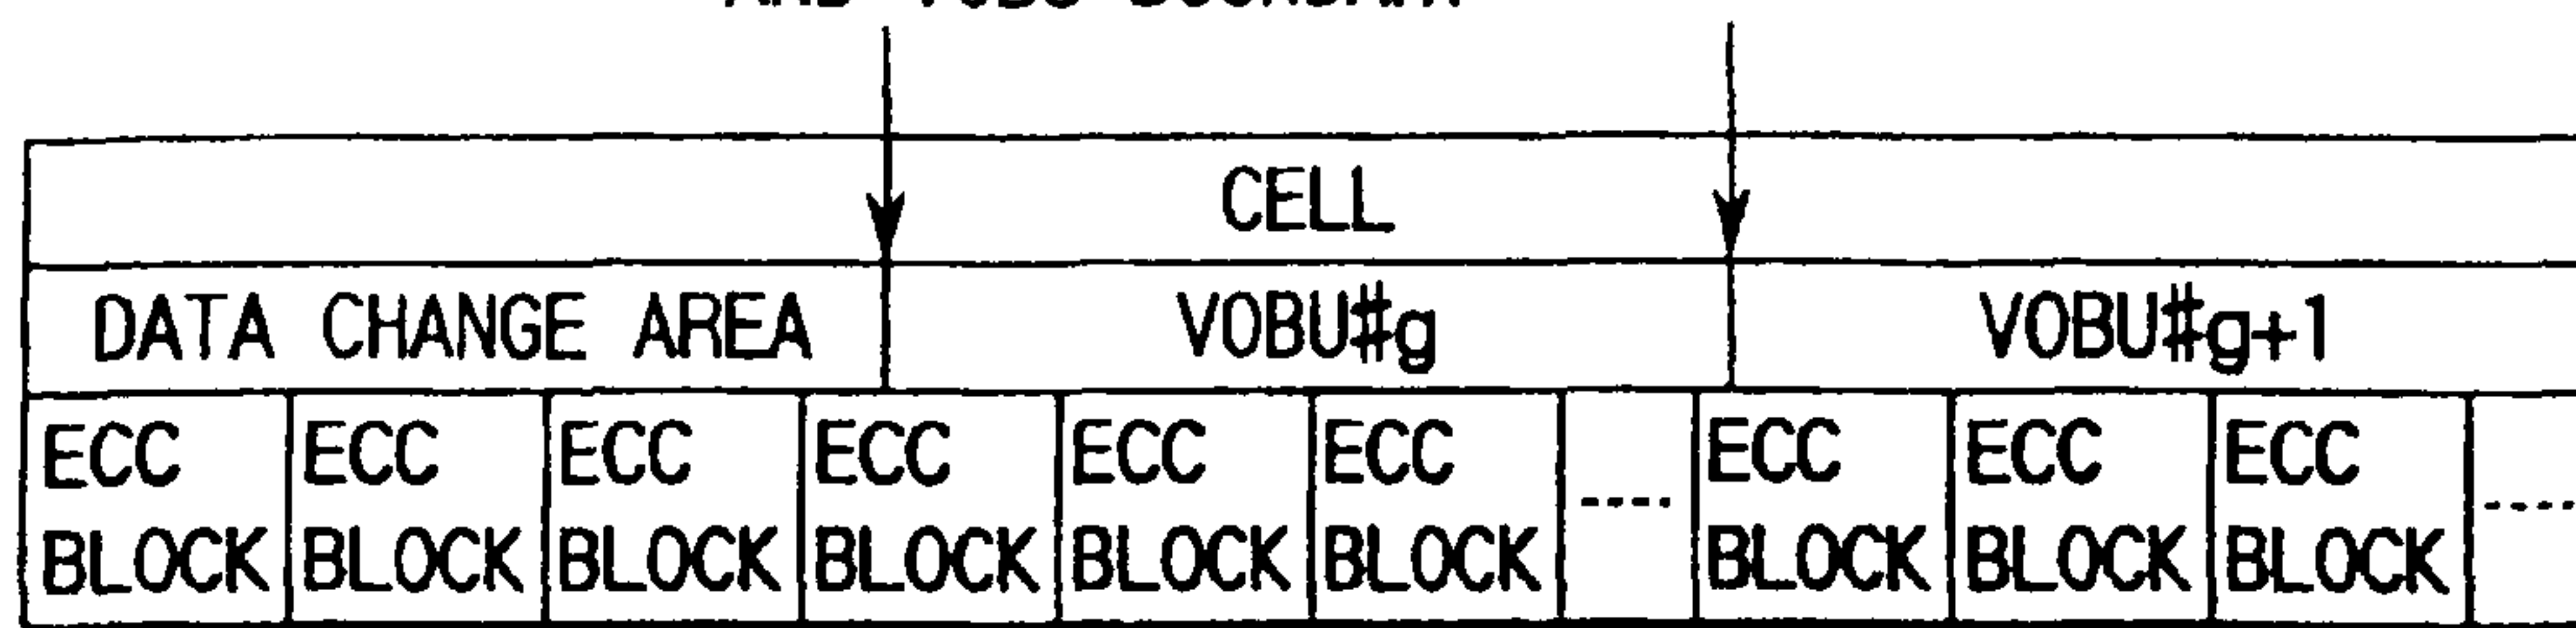 CELL
DATA CHANGE AREA VOBU#g VOBU#g+1
ECC ECC ECC ECC ECC ECC ECC ECC ECC
BLOCK BLOCK BLOCK BLOCK BLOCK BLOCK ---- BLOCK BLOCK BLOCK ----